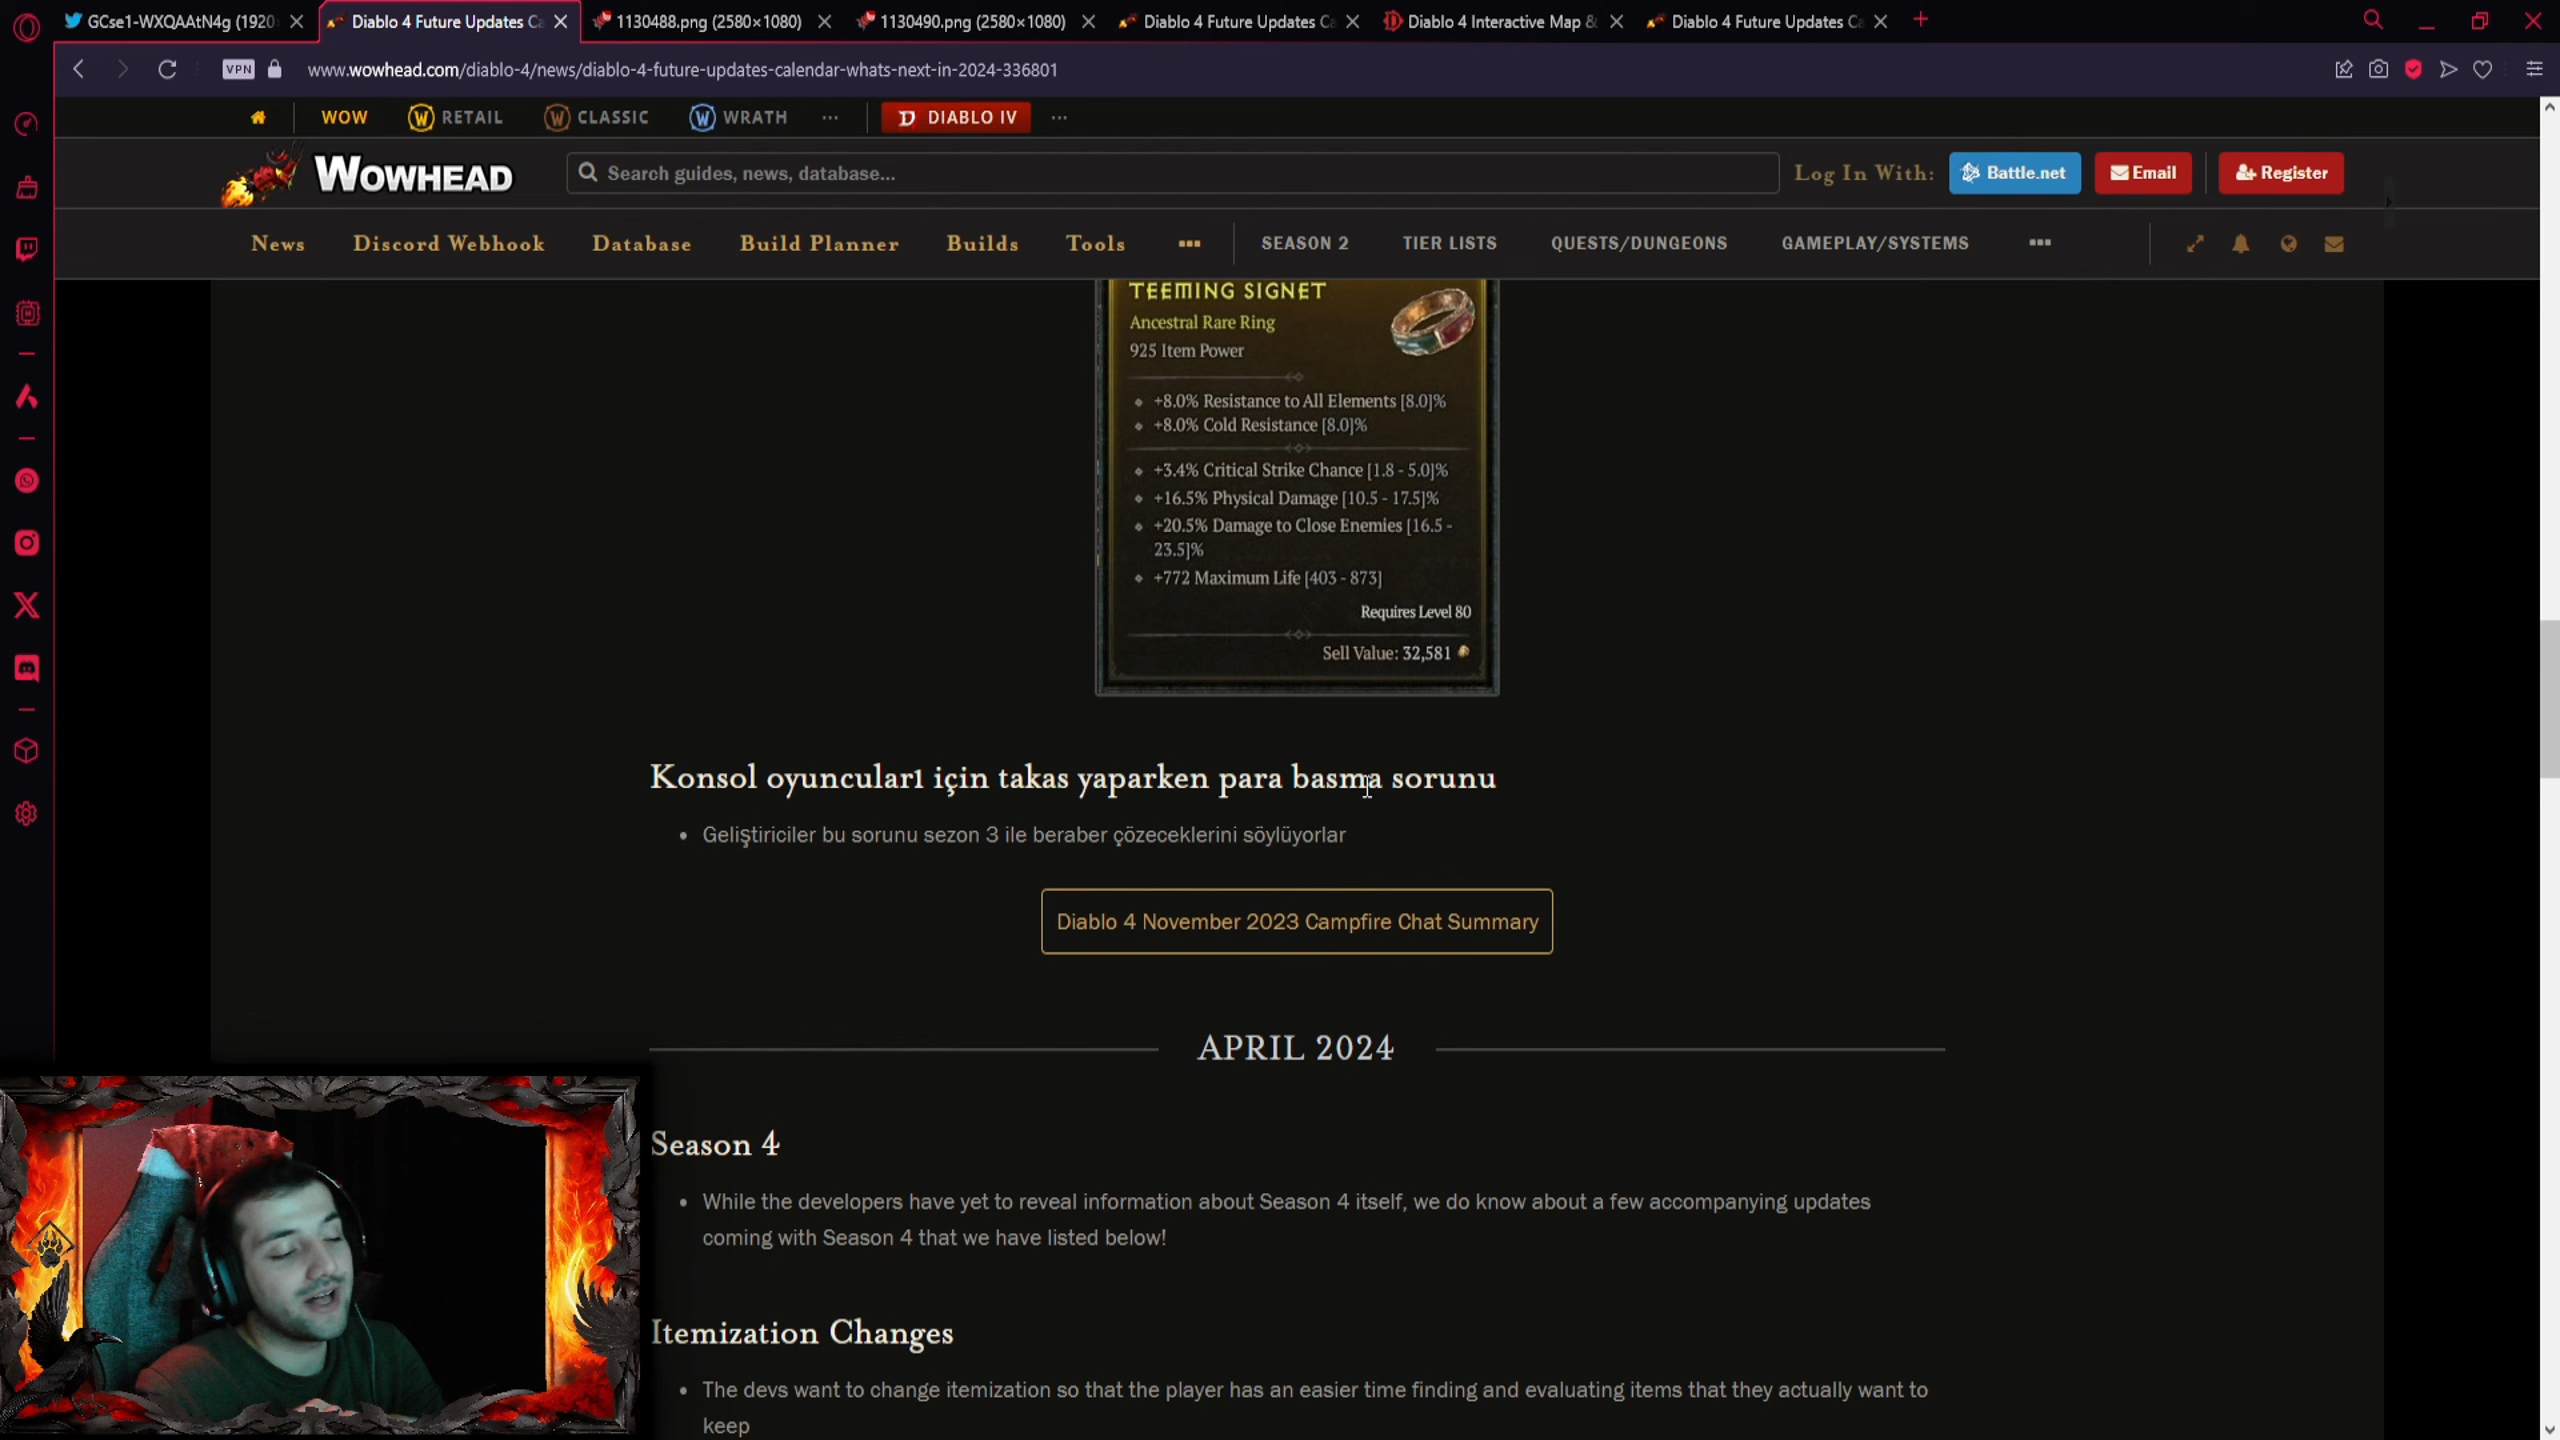 GCse1-WXQAAtN4g (1920
Diablo 4 Future Updates Ca
1130488.png (2580×1080)
1130490.png (2580×1080)
Diablo 4 Future Updates Ca
Diablo 4 Interactive Map &
Diablo 4 Future Updates Ca
VPN
www.wowhead.com/diablo-4/news/diablo-4-future-updates-calendar-whats-next-in-2024-336801
WOW
RETAIL
CLASSIC
WRATH
DIABLO IV
WOWHEAD
Search guides, news, database...
Log In With:
Battle.net
Email
Register
News
Discord Webhook
Database
Build Planner
Builds
Tools
SEASON 2
TIER LISTS
QUESTS/DUNGEONS
GAMEPLAY/SYSTEMS
TEEMING SIGNET
Ancestral Rare Ring
925 Item Power
+8.0% Resistance to All Elements [8.0]%
+8.0% Cold Resistance [8.0]%
+3.4% Critical Strike Chance [1.8 - 5.0]%
+16.5% Physical Damage [10.5 - 17.5]%
+20.5% Damage to Close Enemies [16.5 -
23.5]%
+772 Maximum Life [403 - 873]
Requires Level 80
Sell Value: 32,581
Konsol oyuncuları için takas yaparken para basma sorunu
• Geliştiriciler bu sorunu sezon 3 ile beraber çözeceklerini söylüyorlar
Diablo 4 November 2023 Campfire Chat Summary
APRIL 2024
Season 4
• While the developers have yet to reveal information about Season 4 itself, we do know about a few accompanying updates
coming with Season 4 that we have listed below!
Itemization Changes
• The devs want to change itemization so that the player has an easier time finding and evaluating items that they actually want to
keep